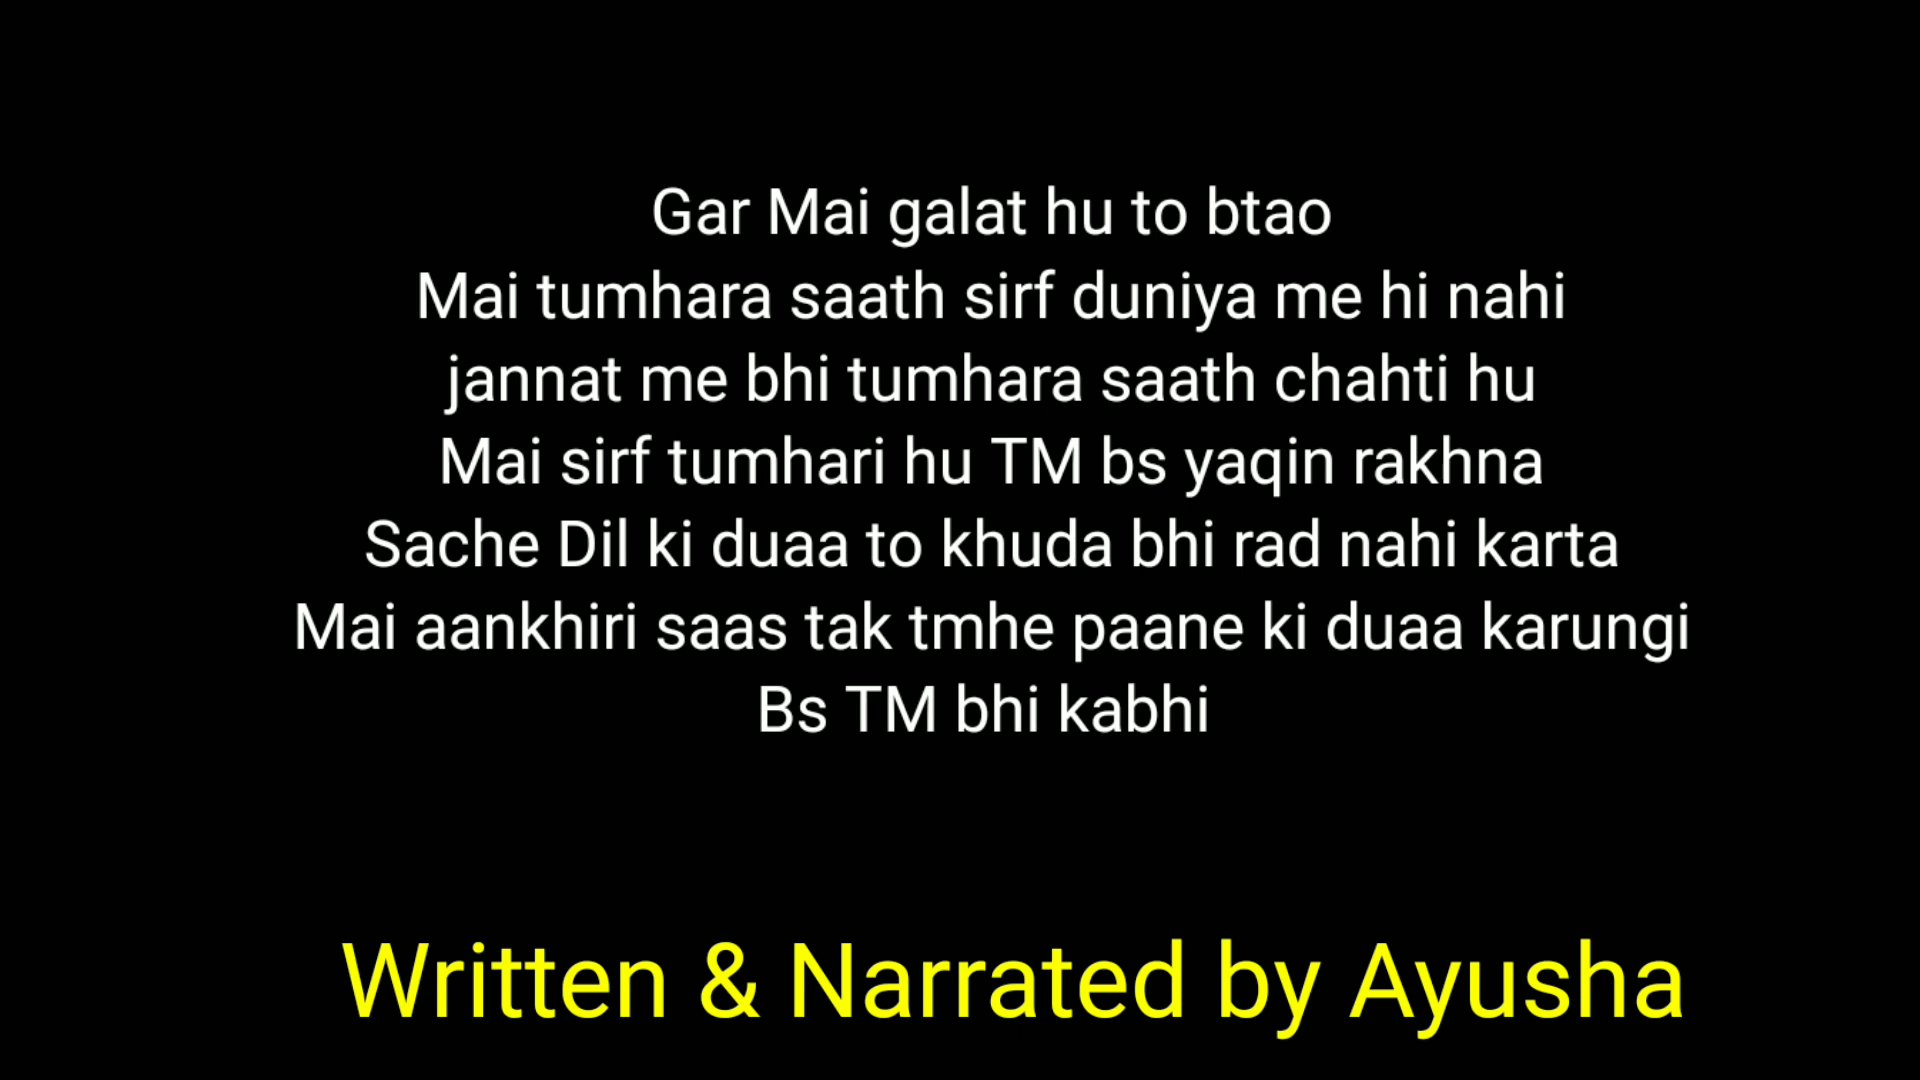 Gar Mai galat hu to btao
Mai tumhara saath sirf duniya me hi nahi
jannat me bhi tumhara saath chahti hu
Mai sirf tumhari hu TM bs yaqin rakhna
Sache Dil ki duaa to khuda bhi rad nahi karta
Mai aankhiri saas tak tmhe paane ki duaa karungi
Bs TM bhi kabhi
Written & Narrated by Ayusha